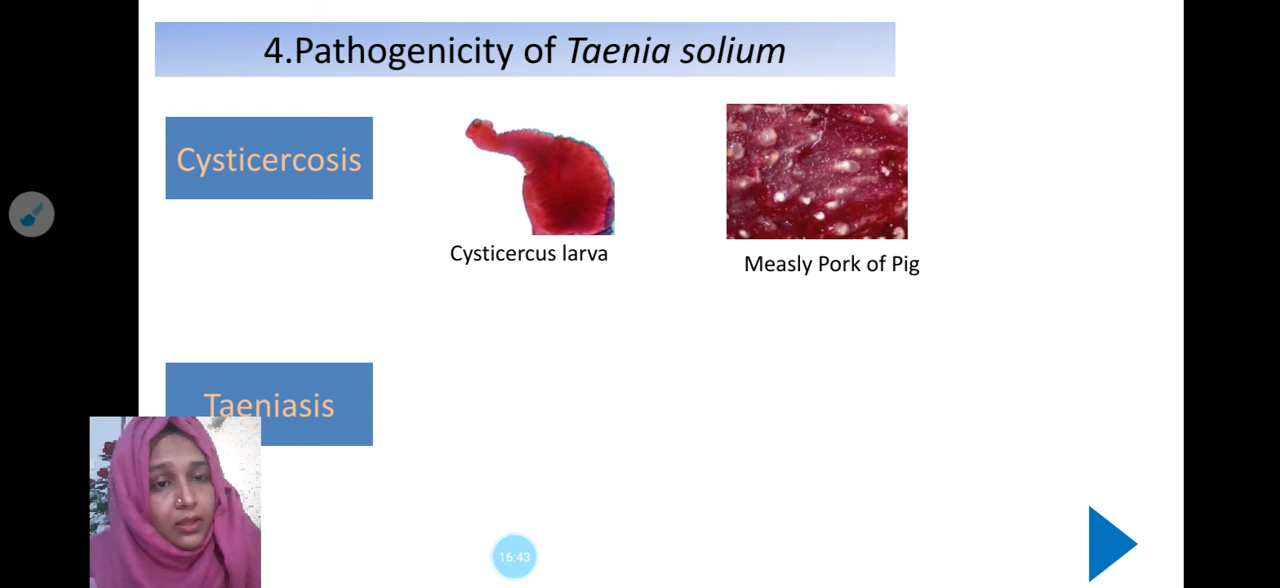 4.Pathogenicity of Taenia solium
Cysticercosis
Cysticercus larva
Measly Pork of Pig
Taeniasis
16:43